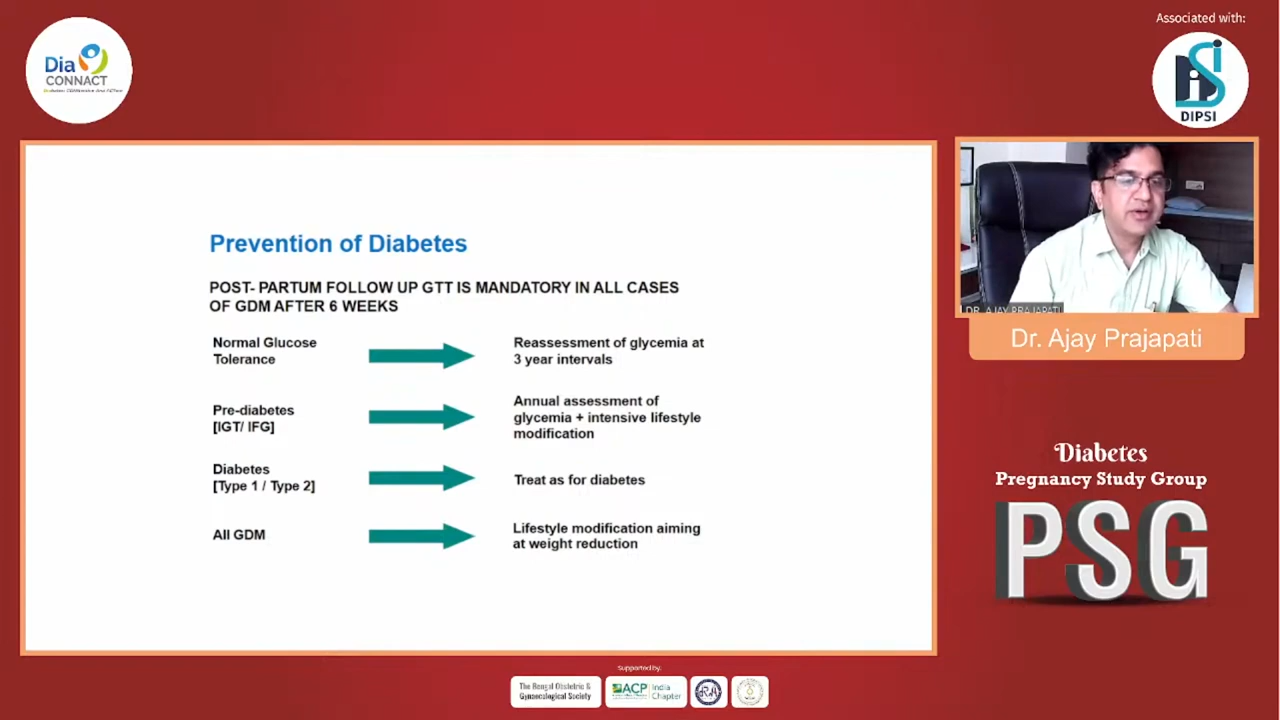 Associated with:
Dia
CONNACT
DIPSI
Prevention of Diabetes
POST- PARTUM FOLLOW UP GTT IS MANDATORY IN ALL CASES
OF GDM AFTER 6 WEEKS
Normal Glucose
Tolerance
Reassessment of glycemia at
3 year intervals
Pre-diabetes
[IGT/ IFG]
Annual assessment of
glycemia + intensive lifestyle
modification
Diabetes
[Type 1 / Type 2]
Treat as for diabetes
All GDM
Lifestyle modification aiming
at weight reduction
DR. AJAY PRAJAPATI
Dr. Ajay Prajapati
Diabetes
Pregnancy Study Group
PSG
Supported by:
The Bengal Obstetric &
Gynaecological Society
ACP
India
Chapter